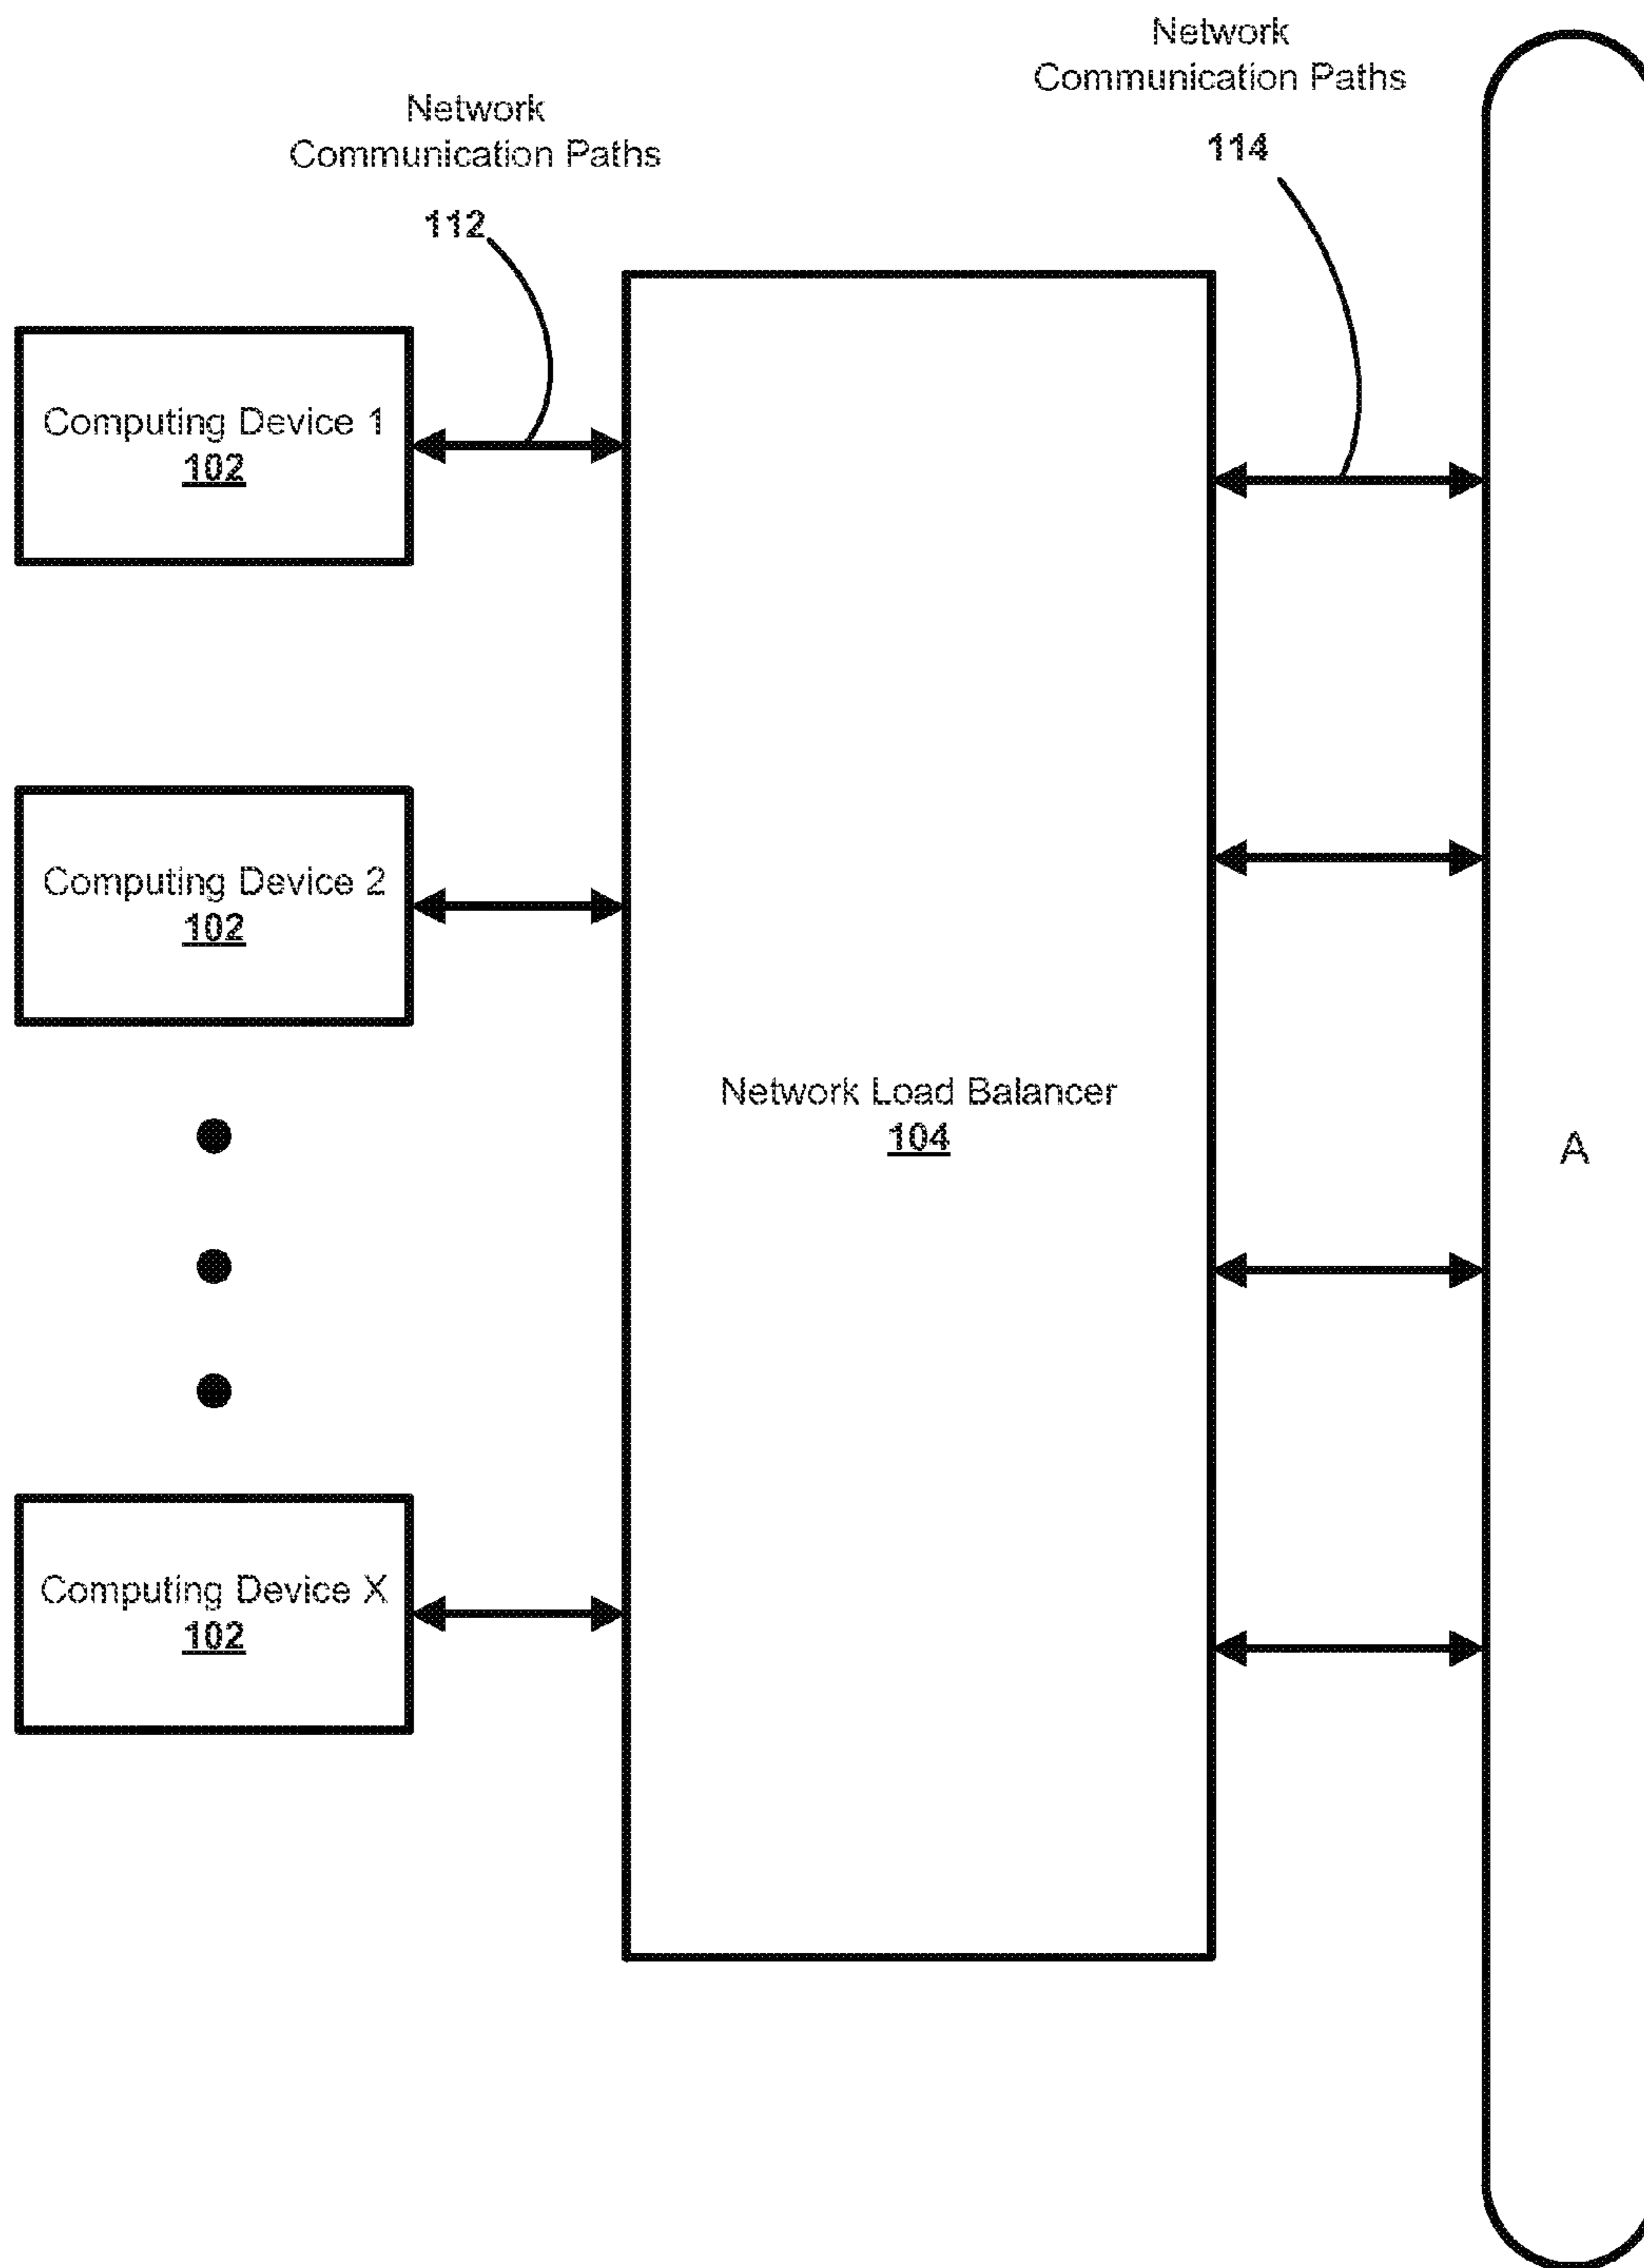 Network
Communication Paths
114
Network
Communication Paths
112
Computing Device 1
102
Computing Device 2
102
Network Load Balancer
104
A
Computing Device X
102